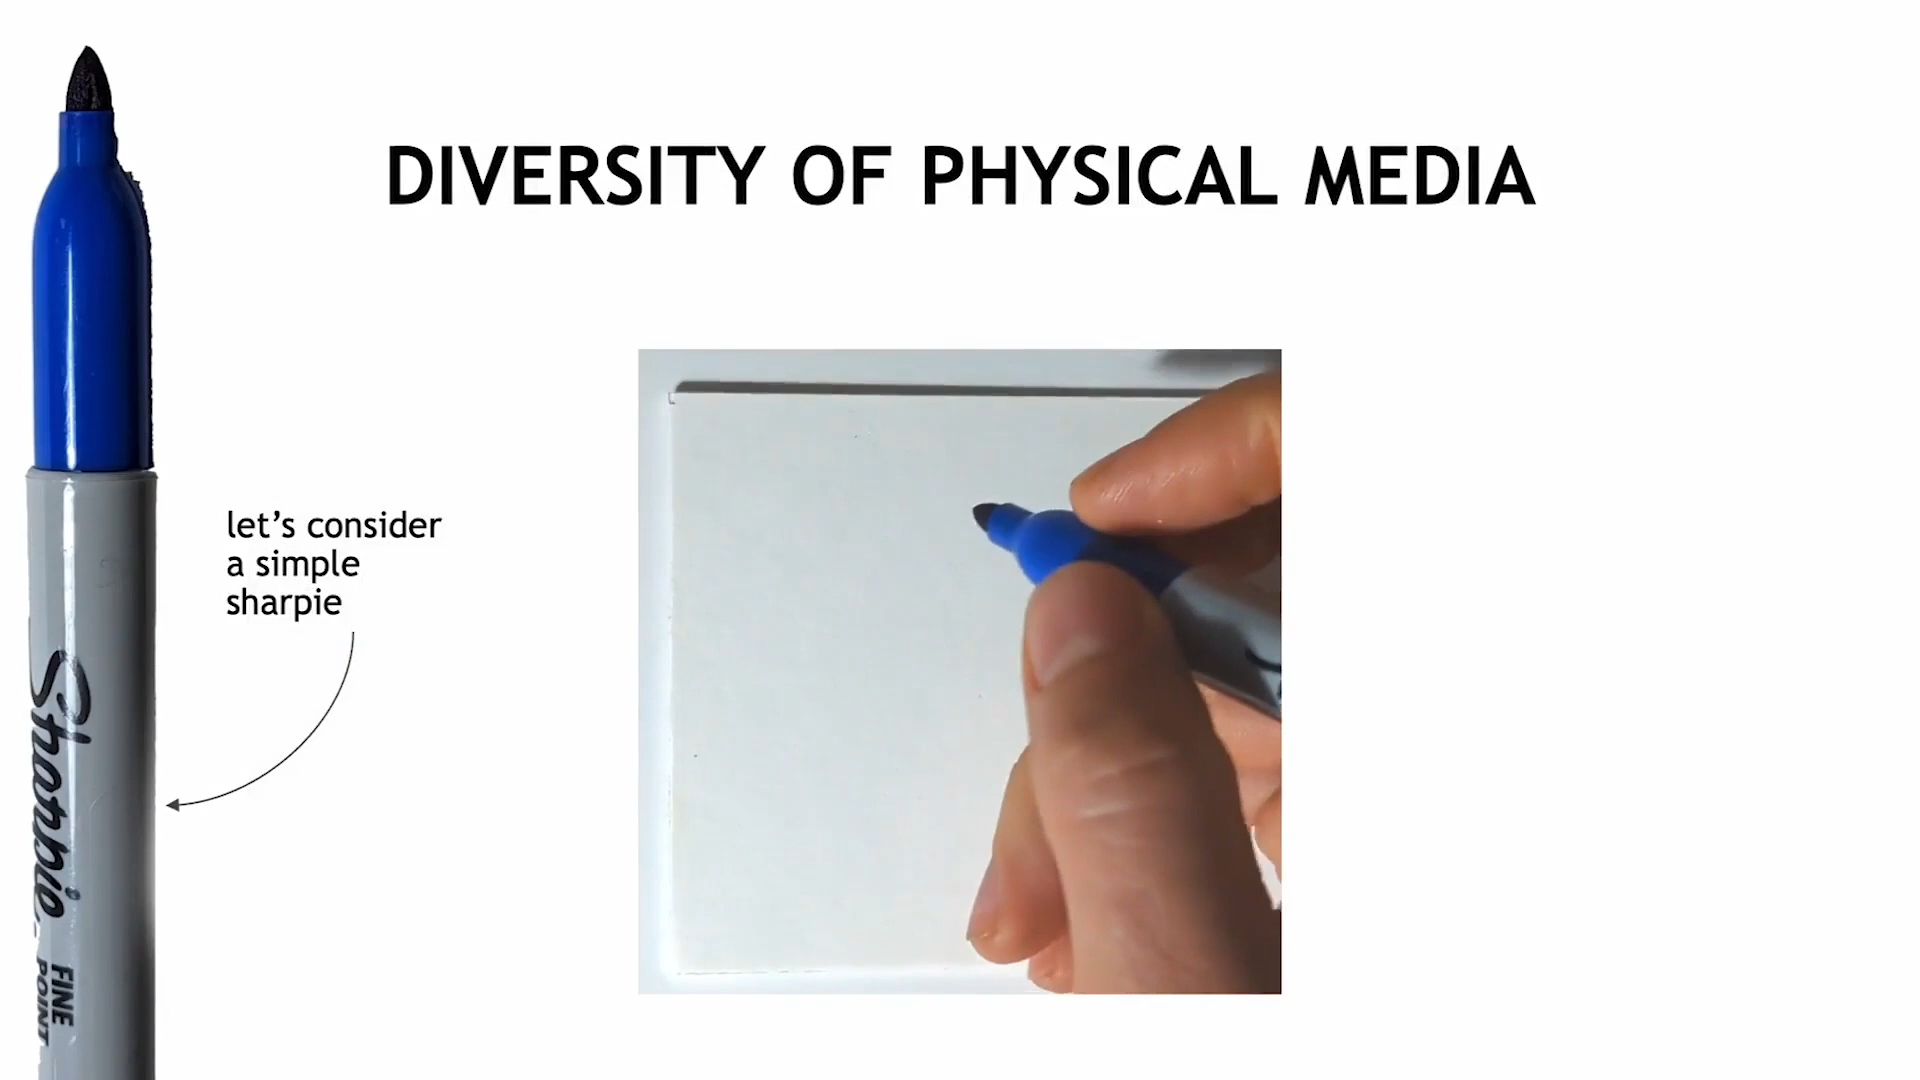 DIVERSITY OF PHYSICAL MEDIA
let's consider
a simple
sharpie
Sharpie
FINE
POINT